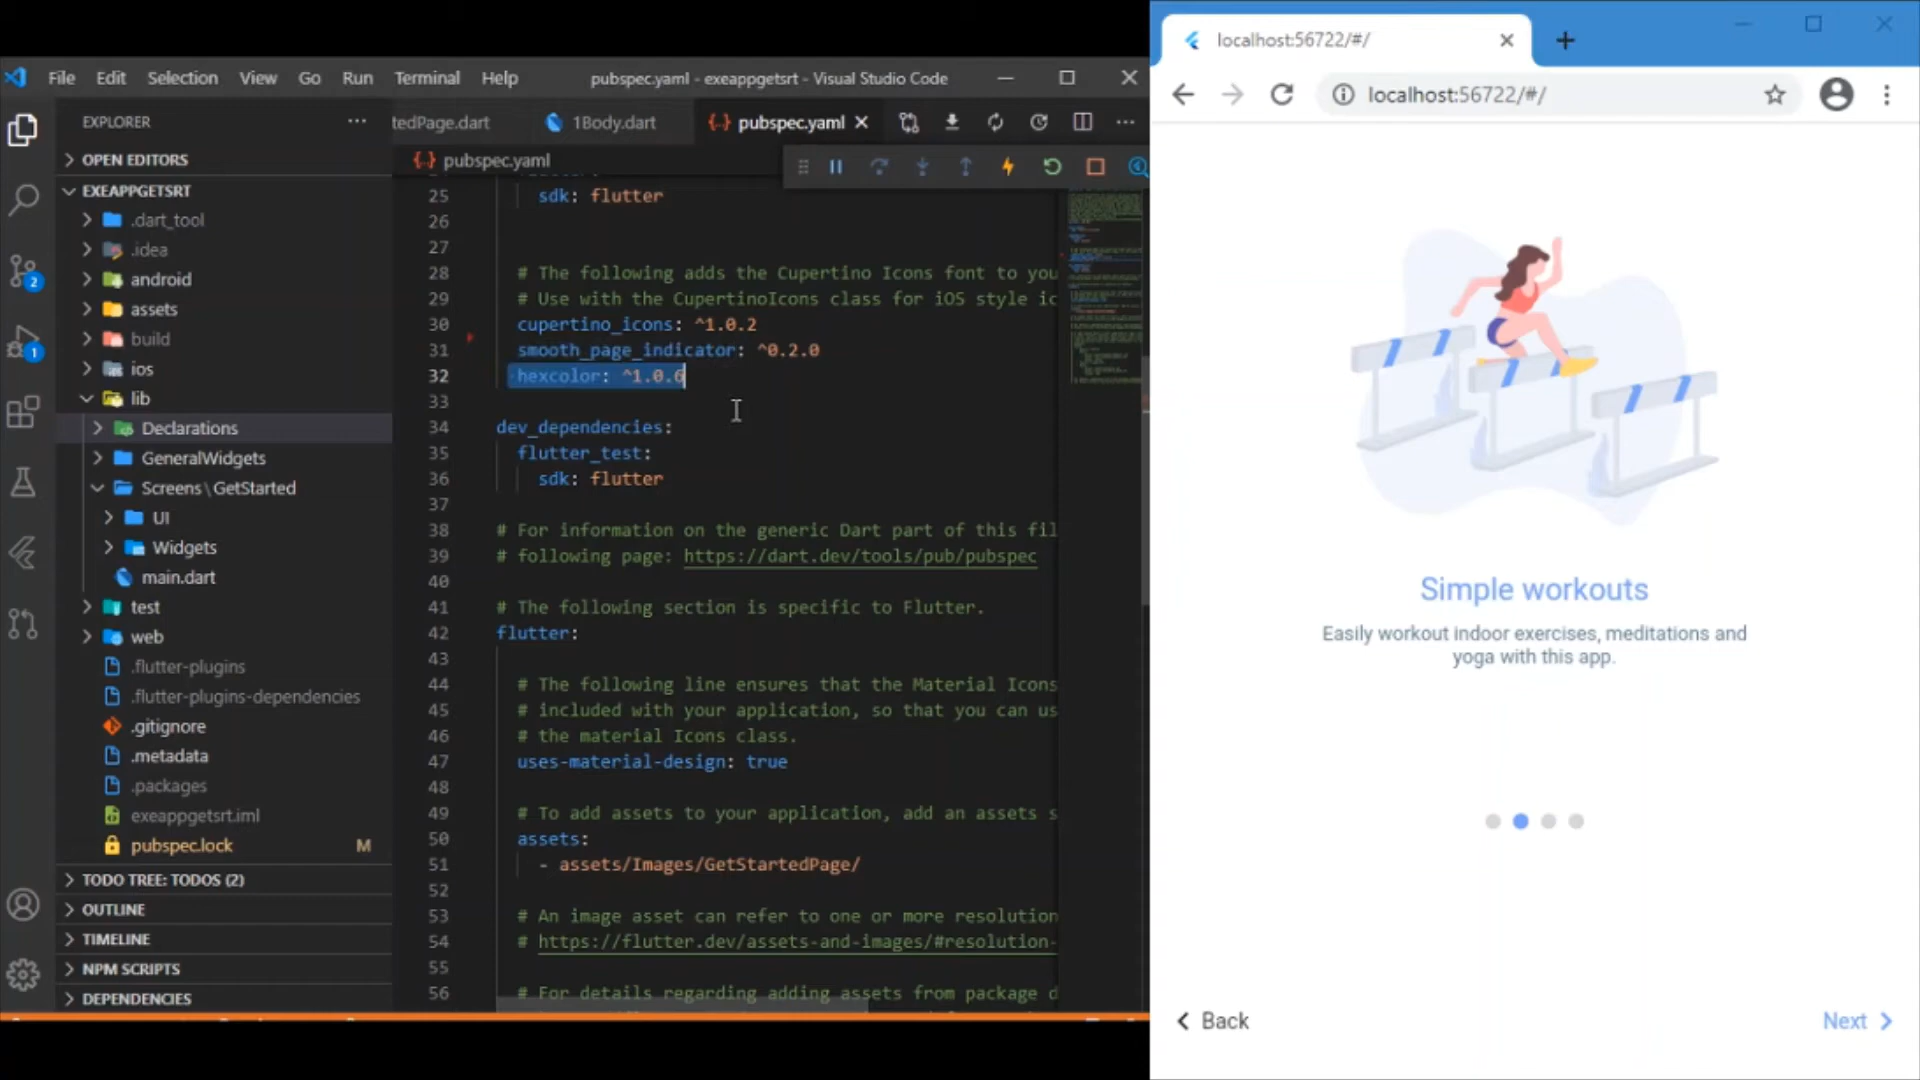 File Edit Selection View Go Run Terminal Help
pubspec.yaml - exeappgetsrt - Visual Studio Code
EXPLORER
OPEN EDITORS
EXEAPPGETSRT
.dart_tool
.idea
android
assets
build
ios
lib
Declarations
GeneralWidgets
Screens\GetStarted
UI
Widgets
main.dart
test
web
.flutter-plugins
.flutter-plugins-dependencies
.gitignore
.metadata
.packages
exeappgetsrt.iml
pubspec.lock M
TODO TREE: TODOS (2)
OUTLINE
TIMELINE
NPM SCRIPTS
DEPENDENCIES
2
1
tedPage.dart 1Body.dart pubspec.yaml
pubspec.yaml
25 sdk: flutter
26
27
28 # The following adds the Cupertino Icons font to you
29 # Use with the CupertinoIcons class for iOS style ic
30 cupertino_icons: ^1.0.2
31 smooth_page_indicator: ^0.2.0
32 hexcolor: ^1.0.6
33
34 dev_dependencies:
35 flutter_test:
36 sdk: flutter
37
38 # For information on the generic Dart part of this fil
39 # following page: https://dart.dev/tools/pub/pubspec
40
41 # The following section is specific to Flutter.
42 flutter:
43
44 # The following line ensures that the Material Icons
45 # included with your application, so that you can us
46 # the material Icons class.
47 uses-material-design: true
48
49 # To add assets to your application, add an assets s
50 assets:
51 - assets/Images/GetStartedPage/
52
53 # An image asset can refer to one or more resolution
54 # https://flutter.dev/assets-and-images/#resolution-
55
56 # For details regarding adding assets from package d
localhost:56722/#/
localhost:56722/#/
Simple workouts
Easily workout indoor exercises, meditations and
yoga with this app.
Back
Next